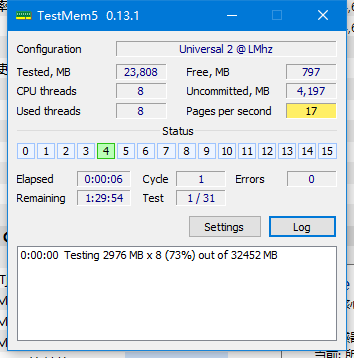 TestMem5 0.13.1
Configuration Universal 2 @ LMhz
Tested, MB 23,808 Free, MB 797
CPU threads 8 Uncommitted, MB 4,197
Used threads 8 Pages per second 17
Status
0 1 2 3 4 5 6 7 8 9 10 11 12 13 14 15
Elapsed 0:00:06 Cycle 1 Errors 0
Remaining 1:29:54 Test 1 / 31
Settings Log
0:00:00 Testing 2976 MB x 8 (73%) out of 32452 MB